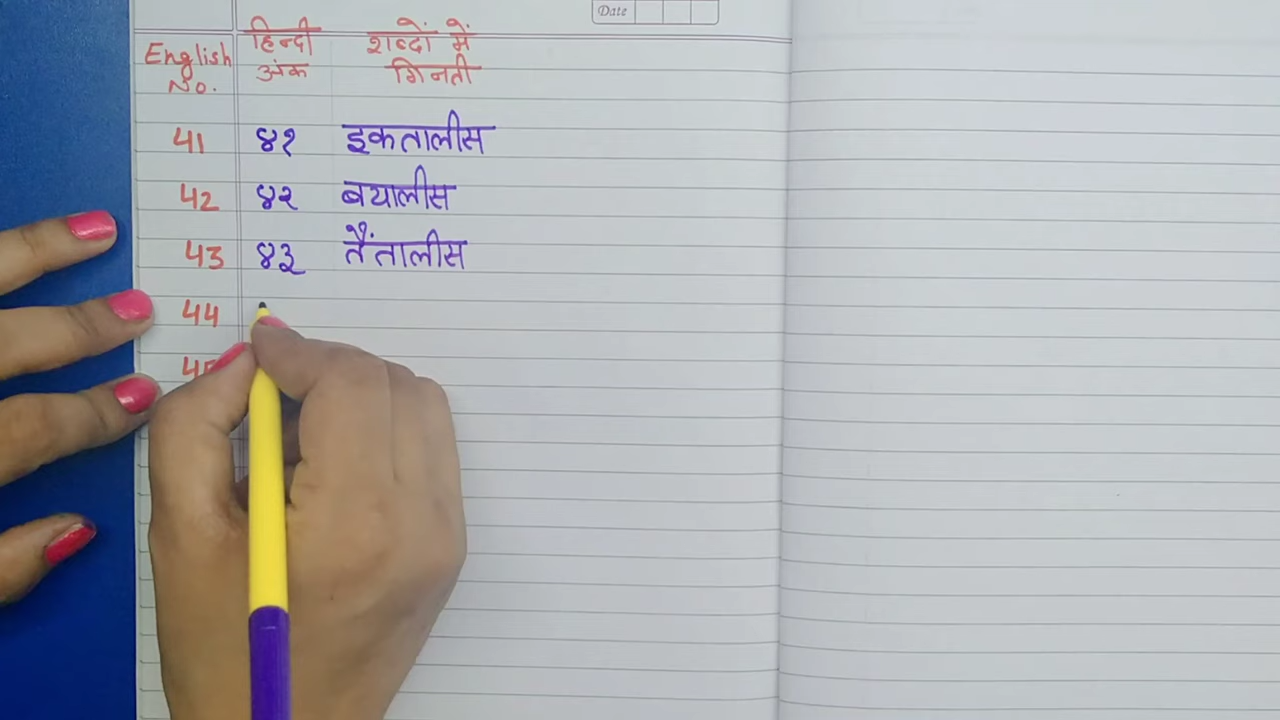 Date
English No. हिन्दी अंक शब्दों में गिनती
41 ४१ इकतालीस
42 ४२ बयालीस
43 ४३ तैंतालीस
44